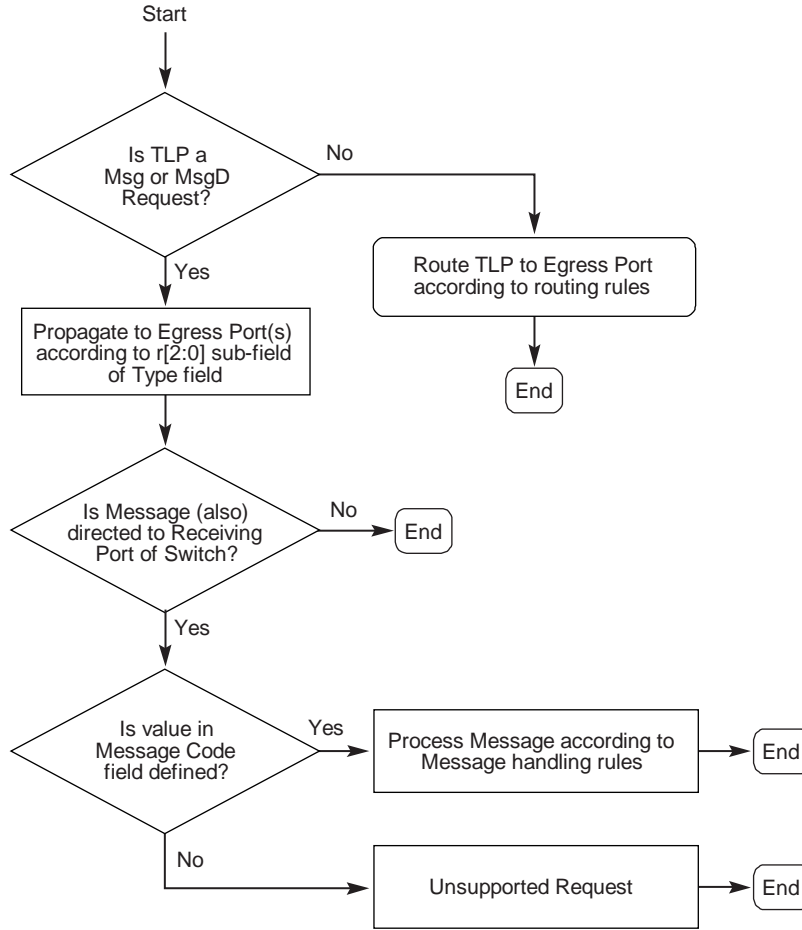 Start
Is TLP a
Msg or MsgD
Request?
No
Yes
Route TLP to Egress Port
according to routing rules
End
Propagate to Egress Port(s)
according to r[2:0] sub-field
of Type field
Is Message (also)
directed to Receiving
Port of Switch?
No
End
Yes
Is value in
Message Code
field defined?
Yes
Process Message according to
Message handling rules
End
No
Unsupported Request
End